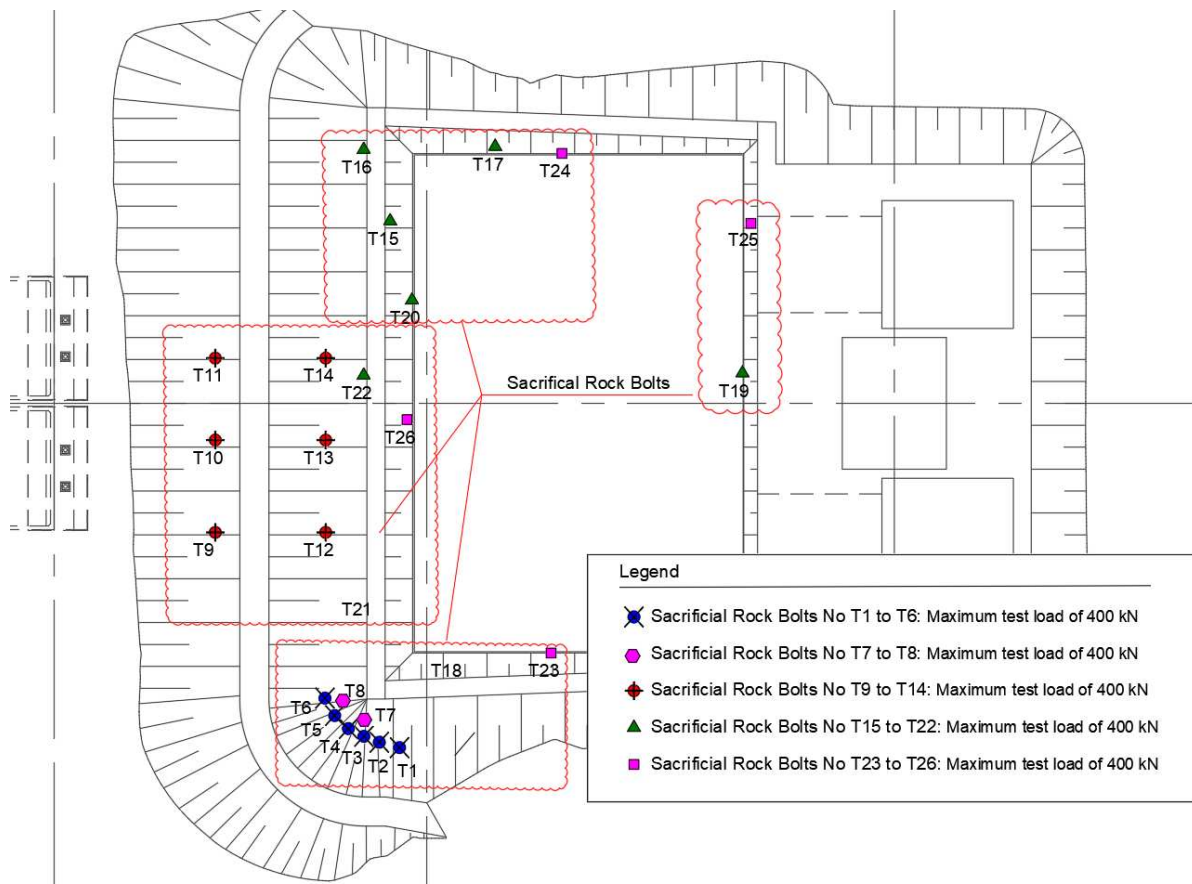 T16
T17
T24
T15
T25
T20
T11
T14
T22
Sacrifical Rock Bolts
T19
T26
T10
T13
T9
T12
T21
T18
T23
T8
T6
T7
T5
T4
T3
T2
T1
Legend
Sacrificial Rock Bolts No T1 to T6: Maximum test load of 400 kN
Sacrificial Rock Bolts No T7 to T8: Maximum test load of 400 kN
Sacrificial Rock Bolts No T9 to T14: Maximum test load of 400 kN
Sacrificial Rock Bolts No T15 to T22: Maximum test load of 400 kN
Sacrificial Rock Bolts No T23 to T26: Maximum test load of 400 kN